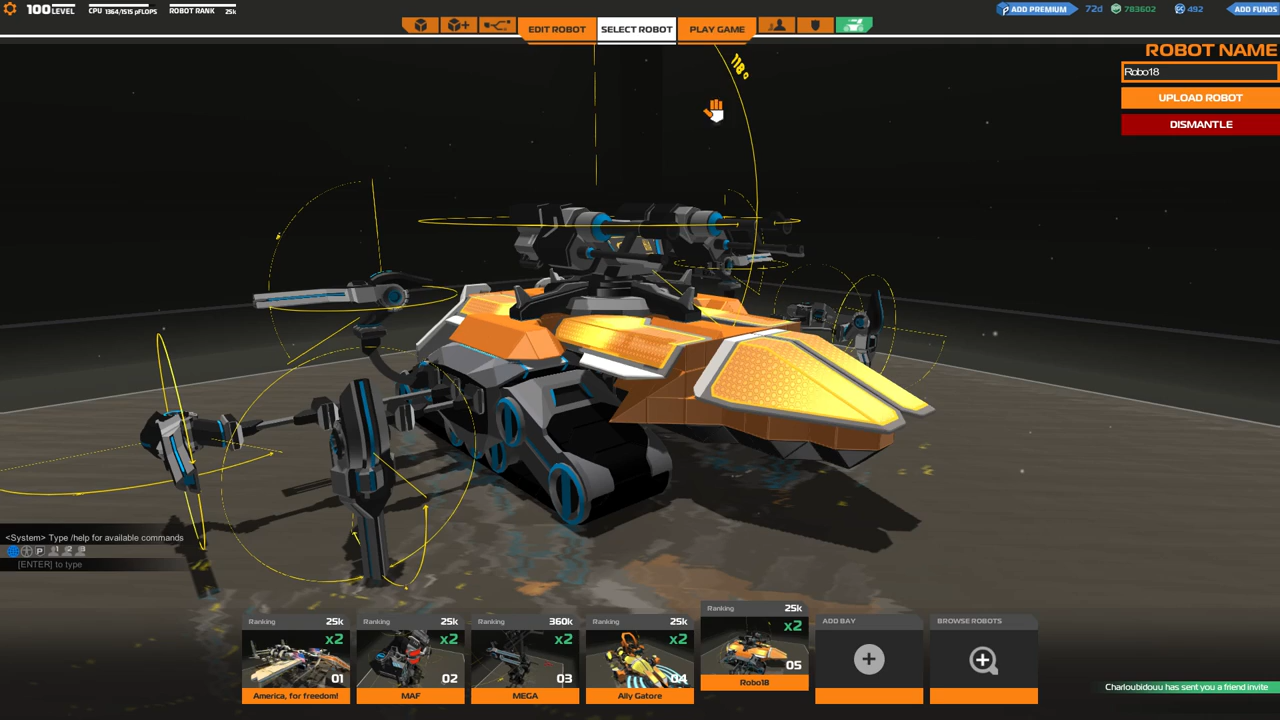 100 LEVEL
CPU 1364/1515 pFLOPS
ROBOT RANK 25k
EDIT ROBOT
SELECT ROBOT
PLAY GAME
ADD PREMIUM
72d
783602
492
ADD FUNDS
ROBOT NAME
Robo18
UPLOAD ROBOT
DISMANTLE
118°
<System> Type /help for available commands
P
[ENTER] to type
Ranking 25k
x2
01
America, for freedom!
Ranking 25k
x2
02
MAF
Ranking 360k
x2
03
MEGA
Ranking 25k
x2
04
Ally Gatore
Ranking 25k
x2
05
Robo18
ADD BAY
BROWSE ROBOTS
Charloubidouu has sent you a friend invite